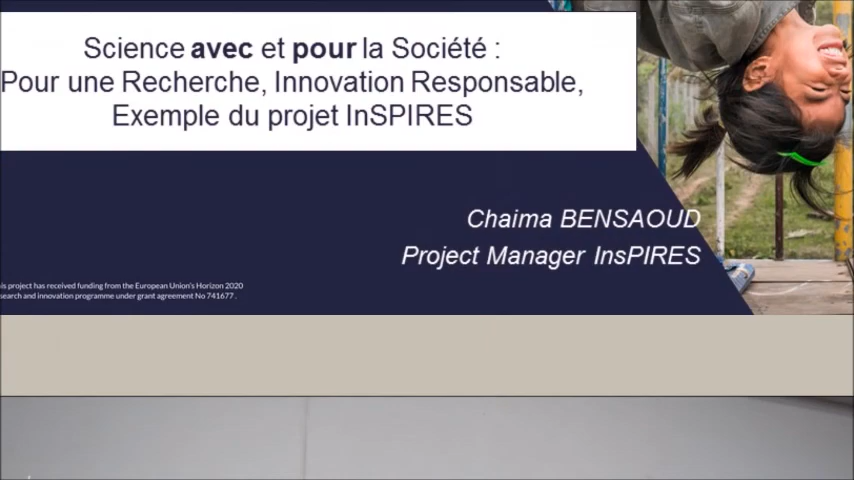 Science avec et pour la Société :
Pour une Recherche, Innovation Responsable,
Exemple du projet InSPIRES
Chaima BENSAOUD
Project Manager InsPIRES
project has received funding from the European Union's Horizon 2020
and innovation programme under grant agreement No 741677 .